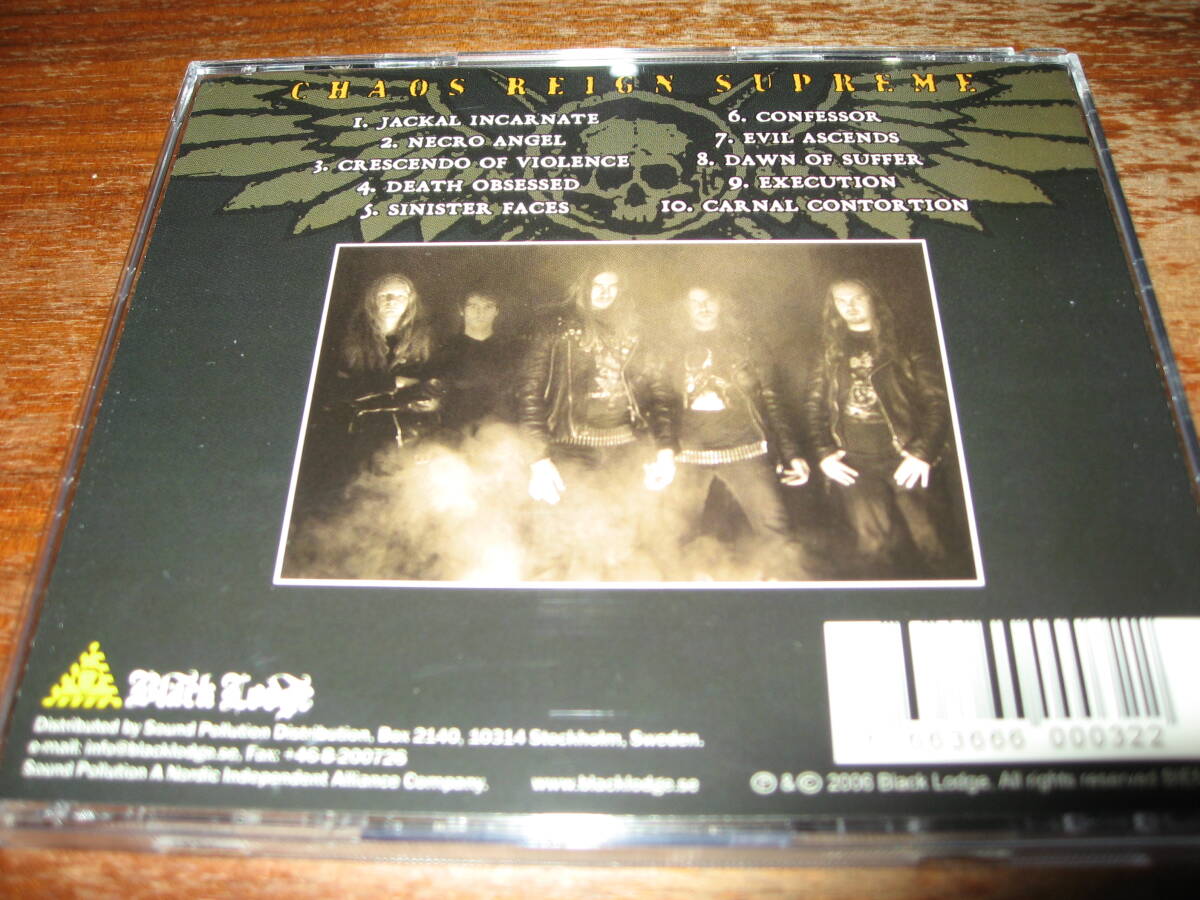 CHAOS REIGN SUPREME
1. JACKAL INCARNATE
2. NECRO ANGEL
3. CRESCENDO OF VIOLENCE
4. DEATH OBSESSED
5. SINISTER FACES
6. CONFESSOR
7. EVIL ASCENDS
8. DAWN OF SUFFER
9. EXECUTION
10. CARNAL CONTORTION
Black Lodge
Distributed by Sound Pollution Distribution, Box 2140, 10314 Stockholm, Sweden.
e-mail: info@blacklodge.se, Fax: +46-8-200726
Sound Pollution A Nordic Independent Alliance Company.
www.blacklodge.se
℗ & © 2006 Black Lodge. All rights reserved
663666 000322